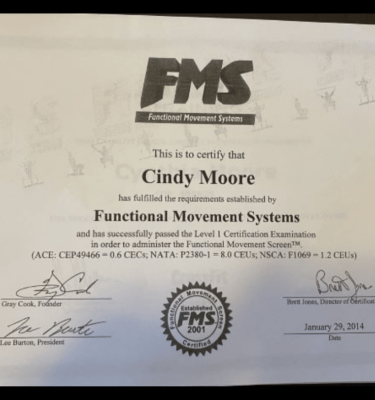 FMS
Functional Movement Systems
This is to certify that
Cindy Moore
has fulfilled the requirements established by
Functional Movement Systems
and has successfully passed the Level 1 Certification Examination
in order to administer the Functional Movement Screen™.
(ACE: CEP49466 = 0.6 CECs; NATA: P2380-1 = 8.0 CEUs; NSCA: F1069 = 1.2 CEUs)
Gray Cook, Founder
Brett Jones, Director of Certification
Lee Burton, President
January 29, 2014
Date
Functional Movement Screen
Established
FMS
2001
Certified